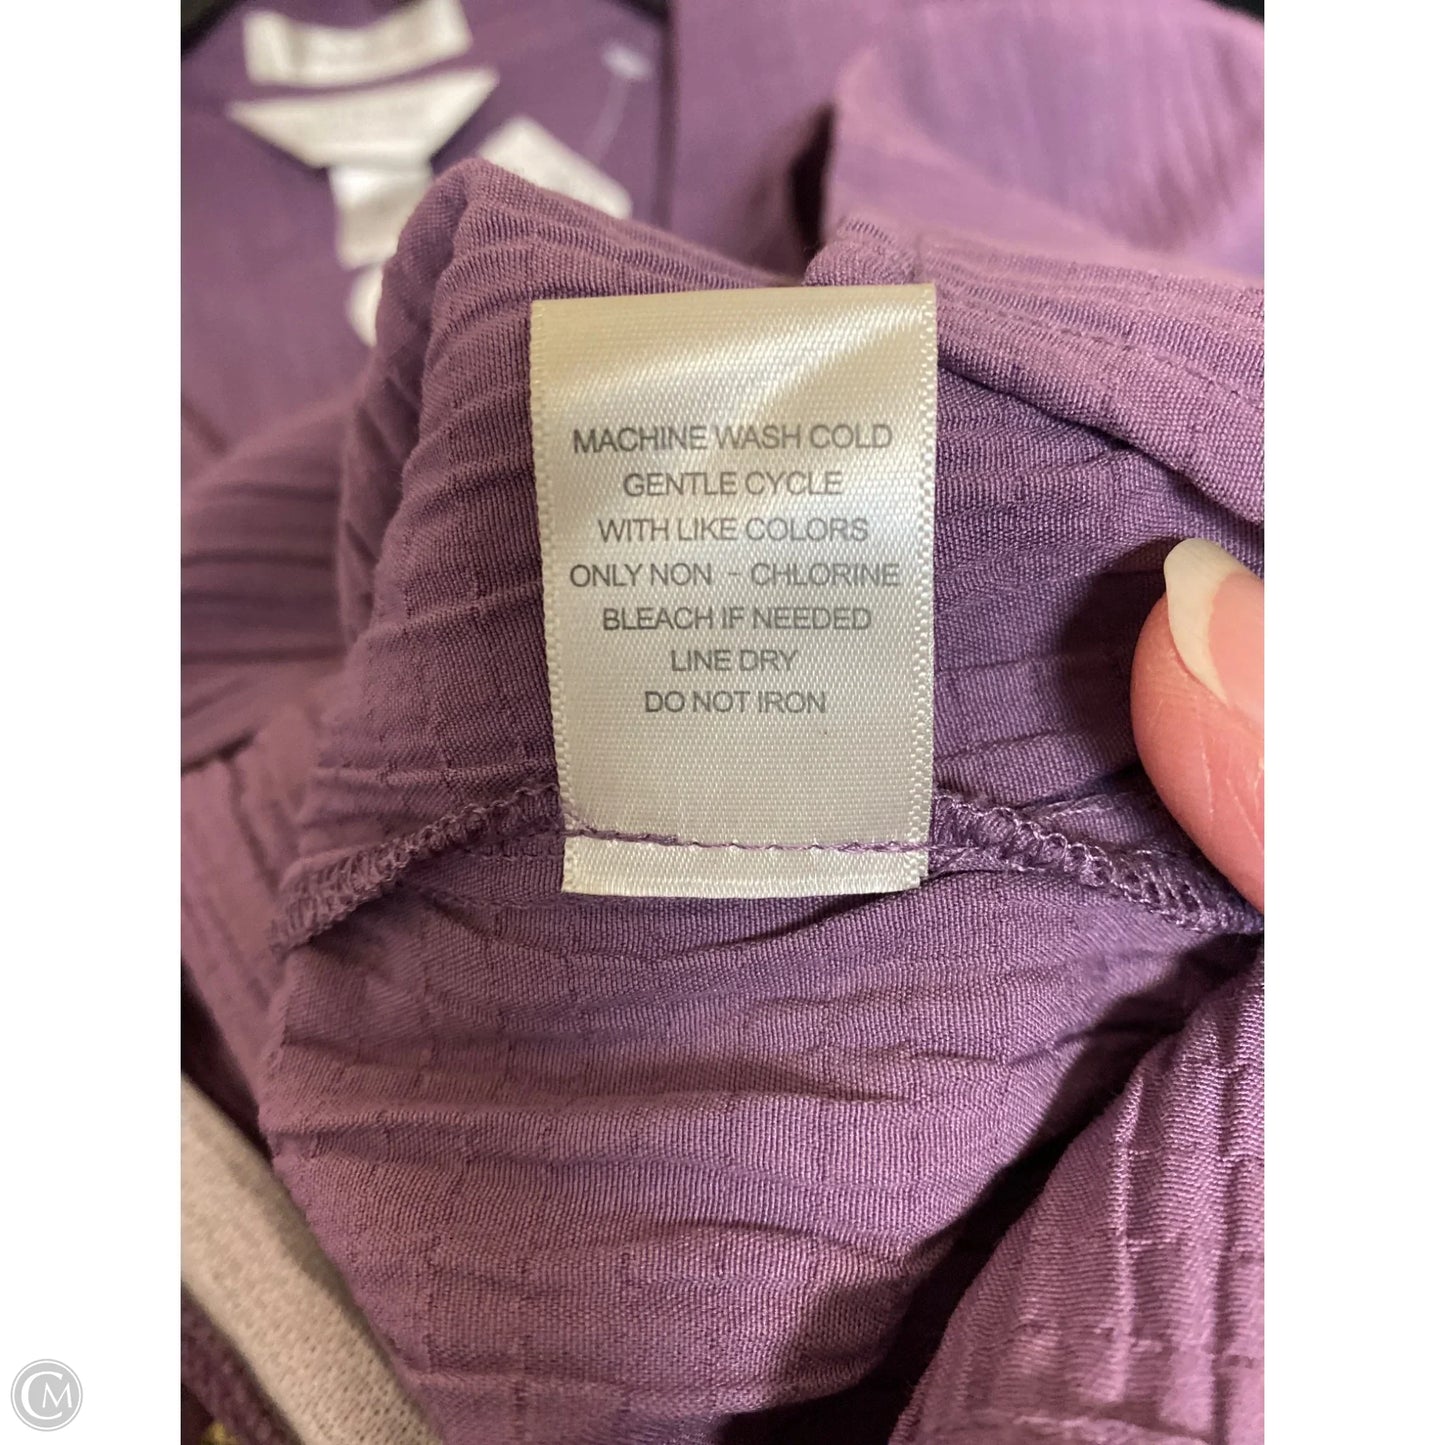 MACHINE WASH COLD
GENTLE CYCLE
WITH LIKE COLORS
ONLY NON - CHLORINE
BLEACH IF NEEDED
LINE DRY
DO NOT IRON
CM